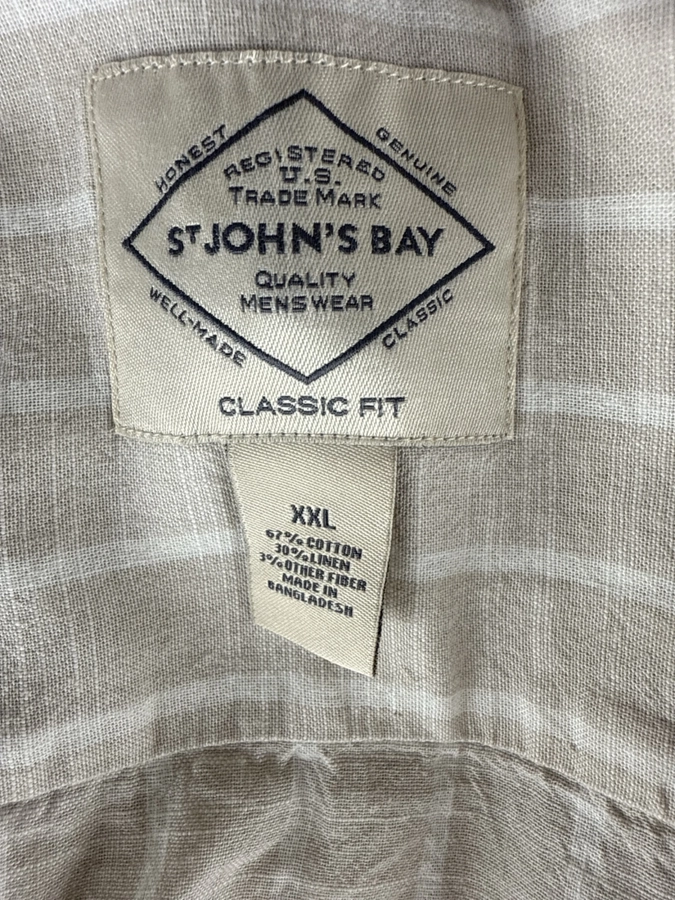 HONEST
GENUINE
REGISTERED
U.S.
TRADE MARK
ST JOHN'S BAY
QUALITY
MENSWEAR
WELL-MADE
CLASSIC
CLASSIC FIT
XXL
67% COTTON
30% LINEN
3% OTHER FIBER
MADE IN
BANGLADESH